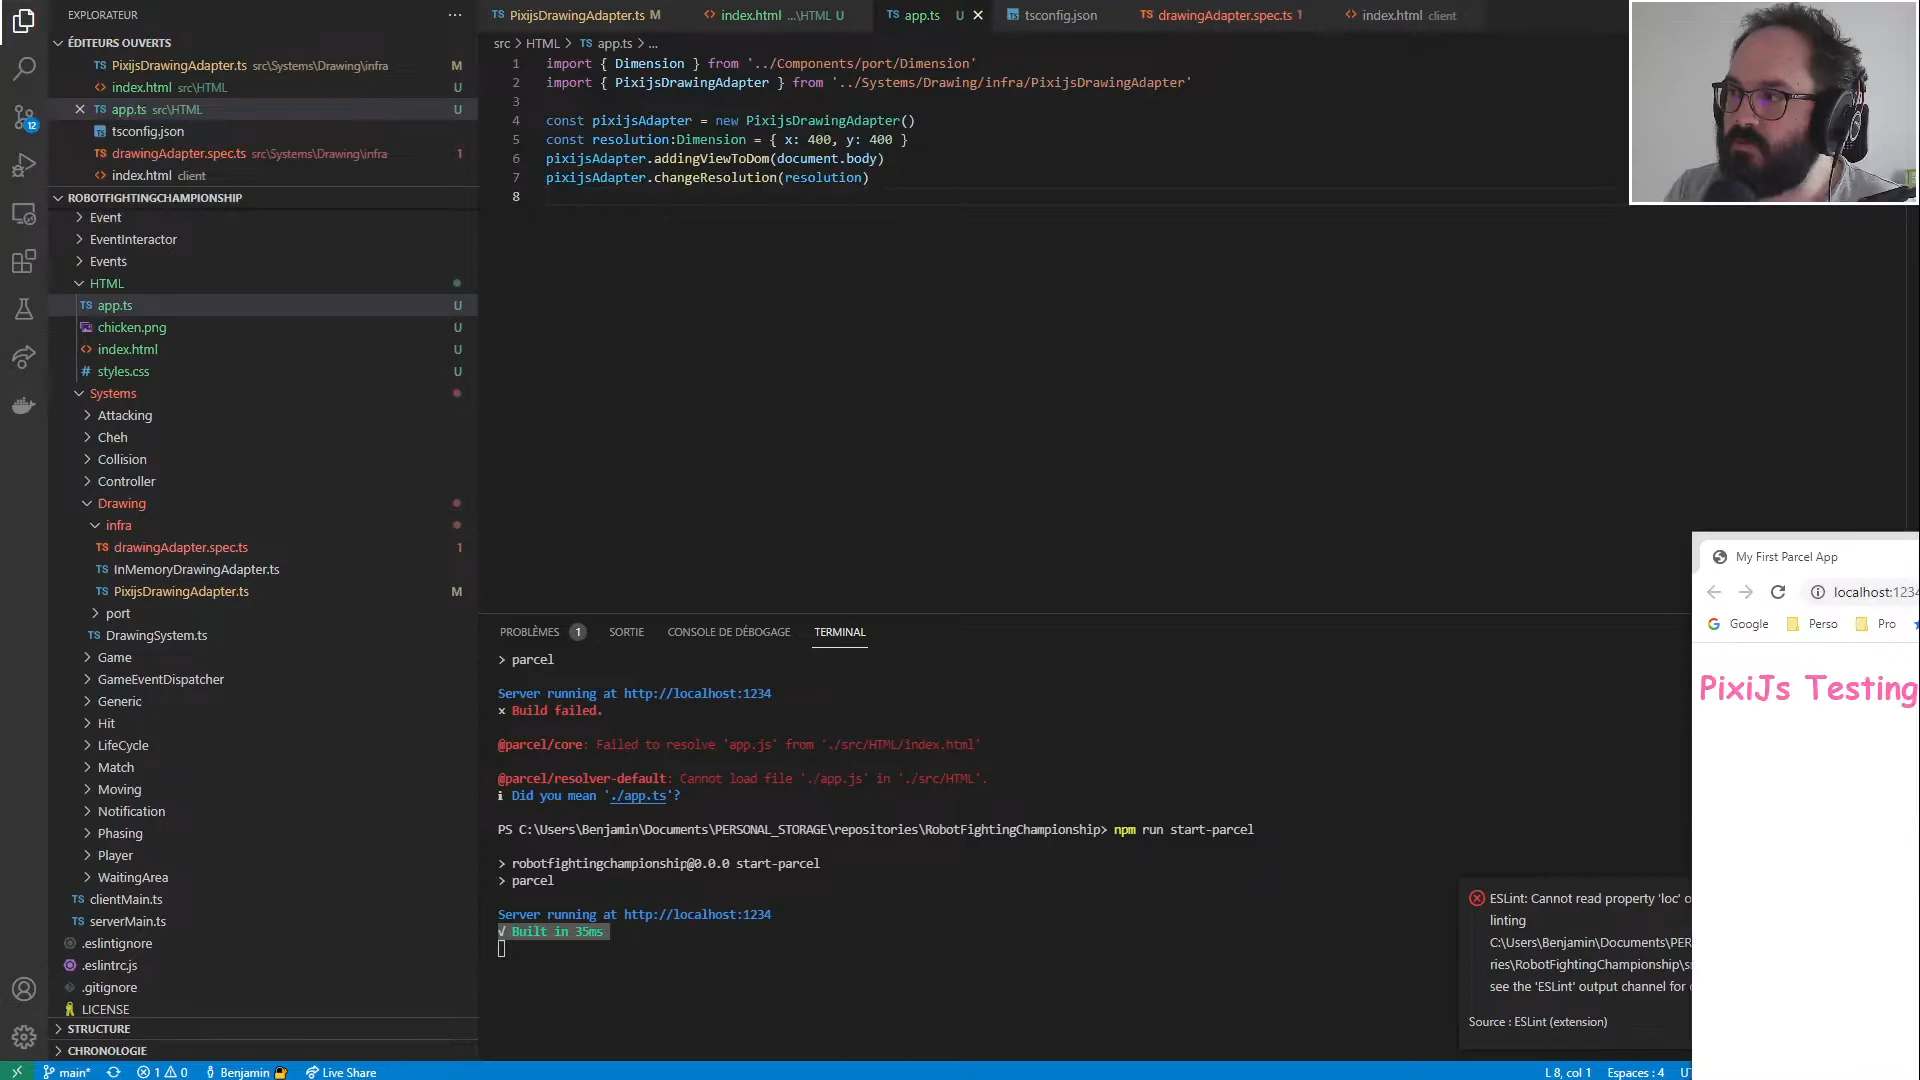 EXPLORATEUR
ÉDITEURS OUVERTS
PixijsDrawingAdapter.ts src\Systems\Drawing\infra M
index.html src\HTML U
app.ts src\HTML U
tsconfig.json
drawingAdapter.spec.ts src\Systems\Drawing\infra 1
index.html client
ROBOTFIGHTINGCHAMPIONSHIP
Event
EventInteractor
Events
HTML
app.ts U
chicken.png U
index.html U
styles.css U
Systems
Attacking
Cheh
Collision
Controller
Drawing
infra
drawingAdapter.spec.ts 1
InMemoryDrawingAdapter.ts
PixijsDrawingAdapter.ts M
port
DrawingSystem.ts
Game
GameEventDispatcher
Generic
Hit
LifeCycle
Match
Moving
Notification
Phasing
Player
WaitingArea
clientMain.ts
serverMain.ts
.eslintignore
.eslintrc.js
.gitignore
LICENSE
STRUCTURE
CHRONOLOGIE
12
PixijsDrawingAdapter.ts M
index.html ...\HTML U
app.ts U
tsconfig.json
drawingAdapter.spec.ts 1
index.html client
src > HTML > TS app.ts > ...
1 import { Dimension } from '../Components/port/Dimension'
2 import { PixijsDrawingAdapter } from '../Systems/Drawing/infra/PixijsDrawingAdapter'
3
4 const pixijsAdapter = new PixijsDrawingAdapter()
5 const resolution:Dimension = { x: 400, y: 400 }
6 pixijsAdapter.addingViewToDom(document.body)
7 pixijsAdapter.changeResolution(resolution)
8
PROBLÈMES 1 SORTIE CONSOLE DE DÉBOGAGE TERMINAL
> parcel
Server running at http://localhost:1234
× Build failed.
@parcel/core: Failed to resolve 'app.js' from './src/HTML/index.html'
@parcel/resolver-default: Cannot load file './app.js' in './src/HTML'.
i Did you mean './app.ts'?
PS C:\Users\Benjamin\Documents\PERSONAL_STORAGE\repositories\RobotFightingChampionship> npm run start-parcel
> robotfightingchampionship@0.0.0 start-parcel
> parcel
Server running at http://localhost:1234
√ Built in 35ms
ESLint: Cannot read property 'loc' o
linting
C:\Users\Benjamin\Documents\PER
ries\RobotFightingChampionship\s
see the 'ESLint' output channel for
Source : ESLint (extension)
My First Parcel App
localhost:1234
Google Perso Pro
PixiJs Testing
main* 1 0 Benjamin Live Share
L 8, col 1 Espaces : 4